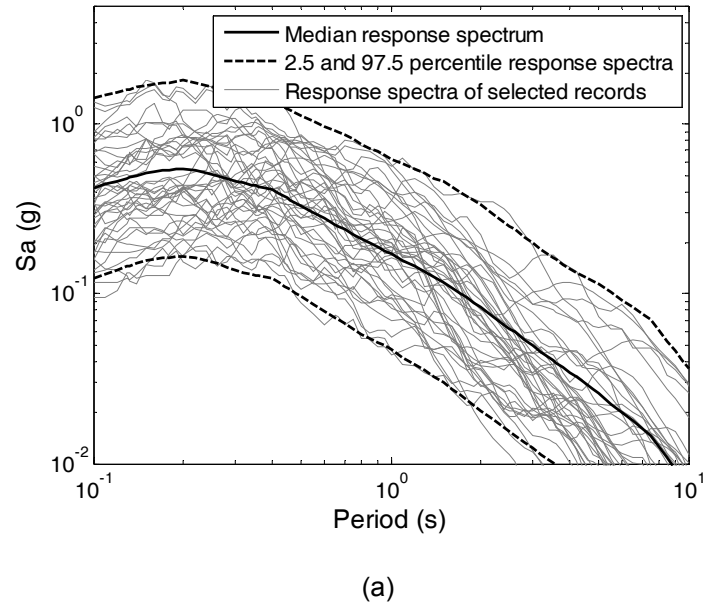 Median response spectrum
2.5 and 97.5 percentile response spectra
Response spectra of selected records
10^0
10^-1
10^-2
Sa (g)
10^-1 10^0 10^1
Period (s)
(a)